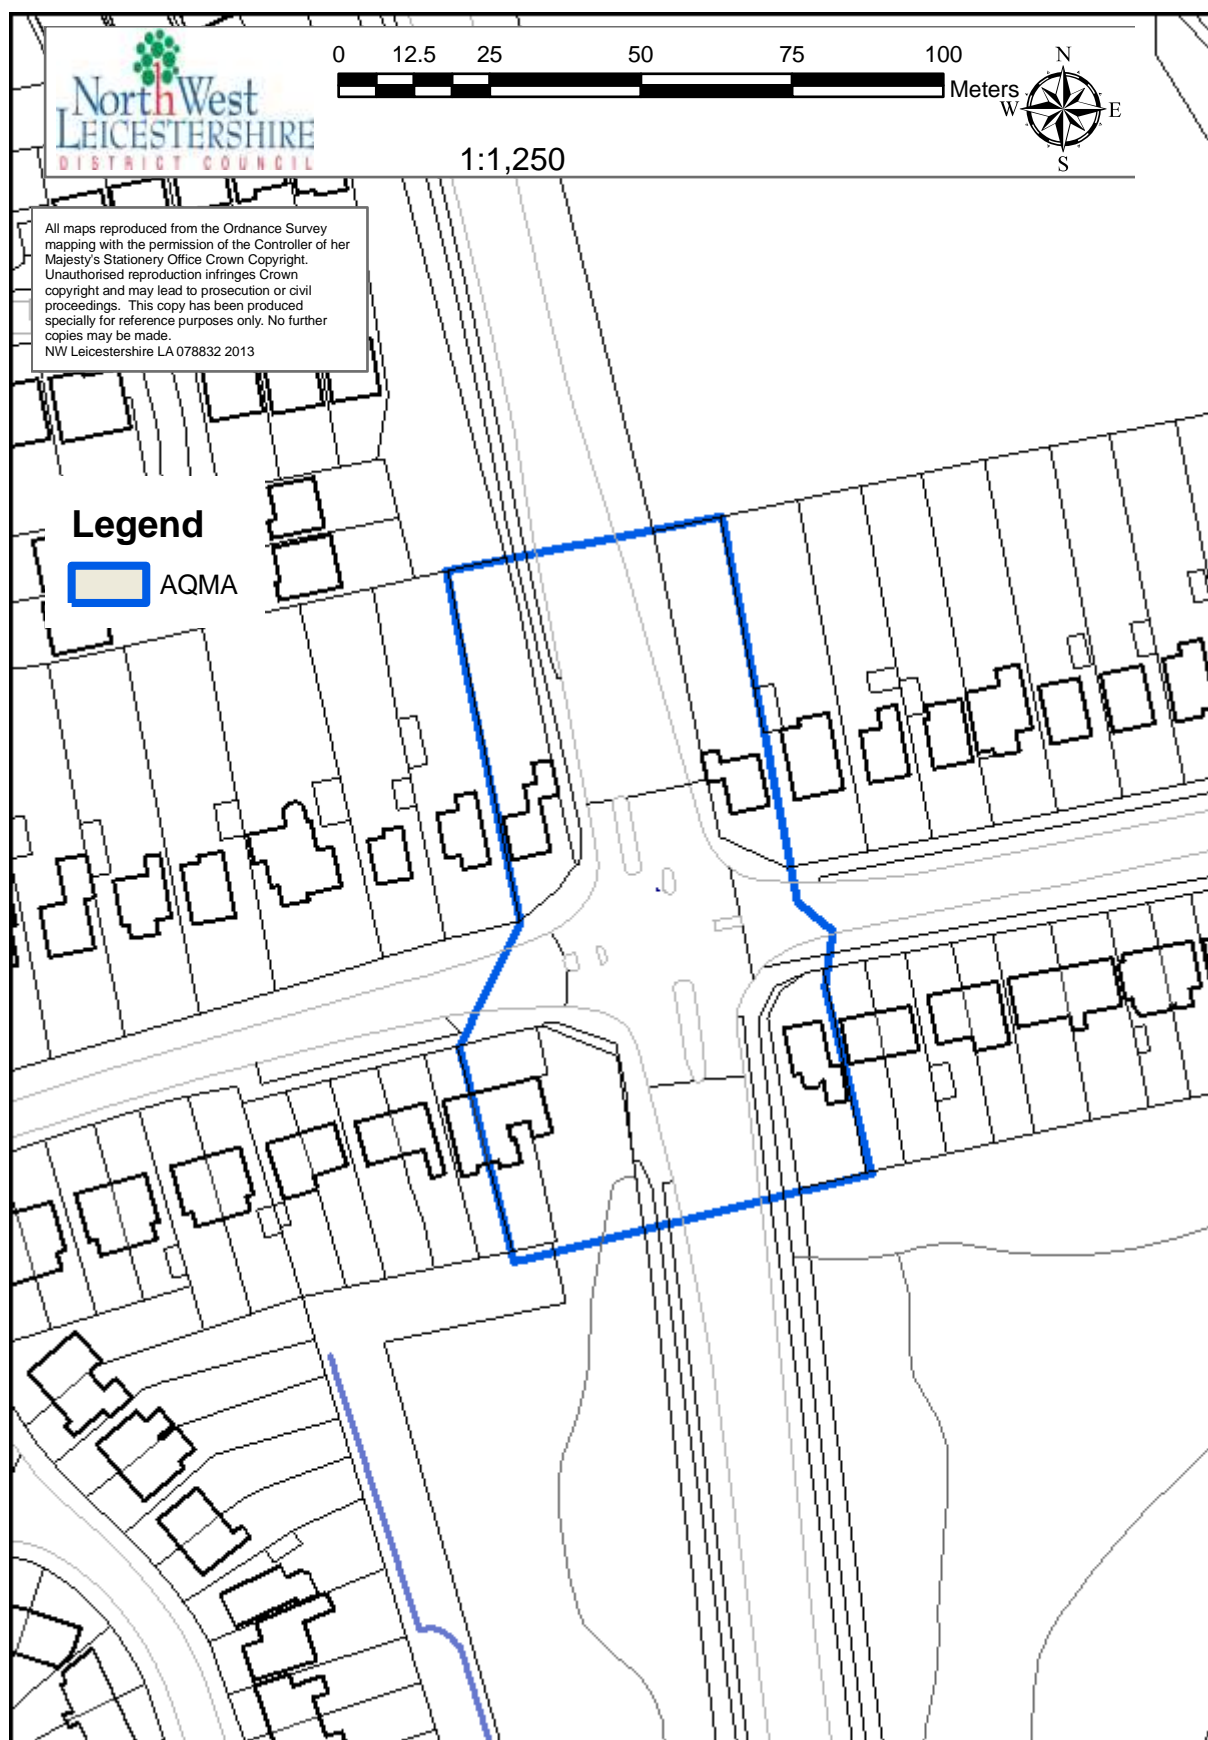 North West
LEICESTERSHIRE
DISTRICT COUNCIL
0 12.5 25 50 75 100
Meters
N
W E
S
1:1,250
All maps reproduced from the Ordnance Survey
mapping with the permission of the Controller of her
Majesty's Stationery Office Crown Copyright.
Unauthorised reproduction infringes Crown
copyright and may lead to prosecution or civil
proceedings. This copy has been produced
specially for reference purposes only. No further
copies may be made.
NW Leicestershire LA 078832 2013
Legend
AQMA